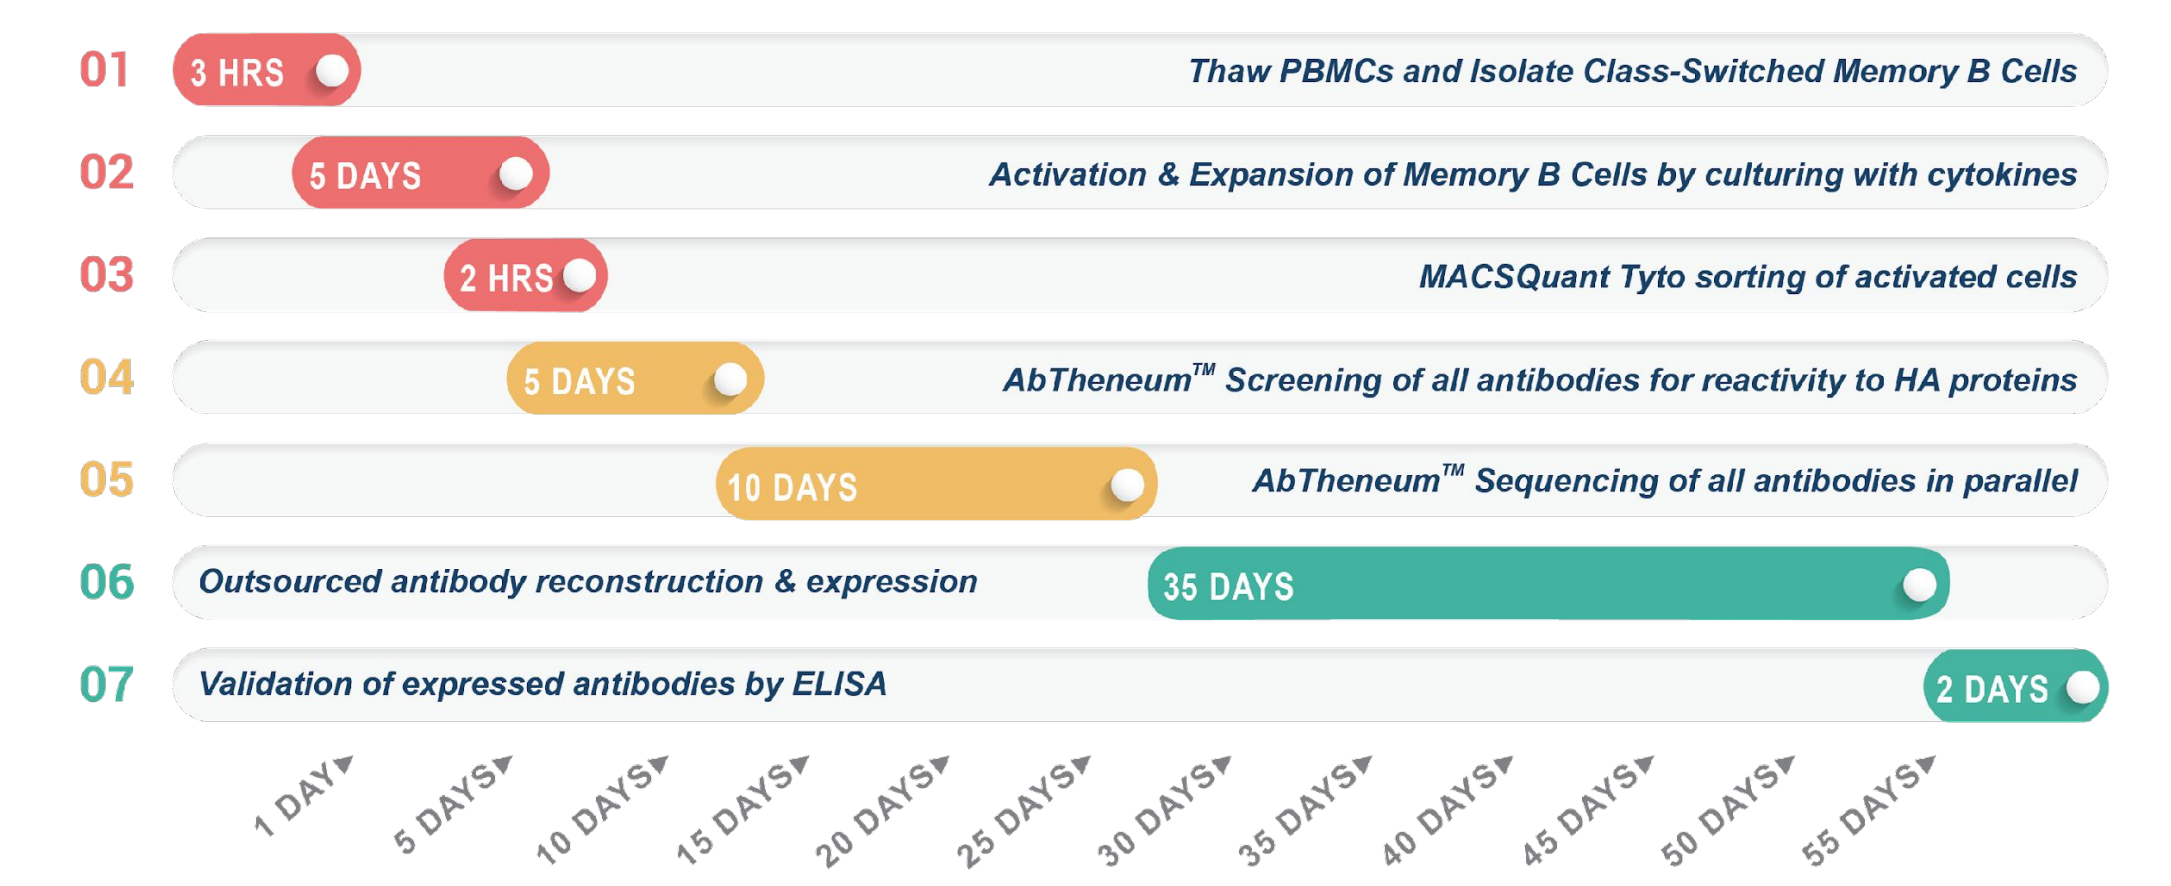 01 3 HRS Thaw PBMCs and Isolate Class-Switched Memory B Cells
02 5 DAYS Activation & Expansion of Memory B Cells by culturing with cytokines
03 2 HRS MACSQuant Tyto sorting of activated cells
04 5 DAYS AbTheneum™ Screening of all antibodies for reactivity to HA proteins
05 10 DAYS AbTheneum™ Sequencing of all antibodies in parallel
06 Outsourced antibody reconstruction & expression 35 DAYS
07 Validation of expressed antibodies by ELISA 2 DAYS
1 DAY
5 DAYS
10 DAYS
15 DAYS
20 DAYS
25 DAYS
30 DAYS
35 DAYS
40 DAYS
45 DAYS
50 DAYS
55 DAYS